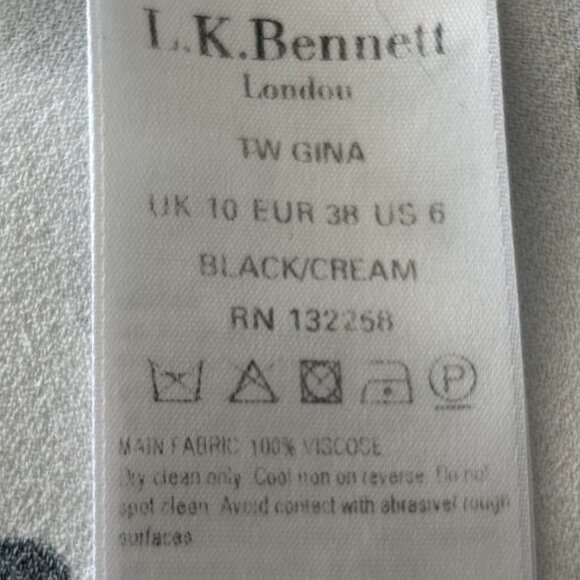 L.K.Bennett
London
TW GINA
UK 10 EUR 38 US 6
BLACK/CREAM
RN 132258
P
MAIN FABRIC 100% VISCOSE
Dry clean only. Cool iron on reverse. Do not
spot clean. Avoid contact with abrasive/ rough
surfaces